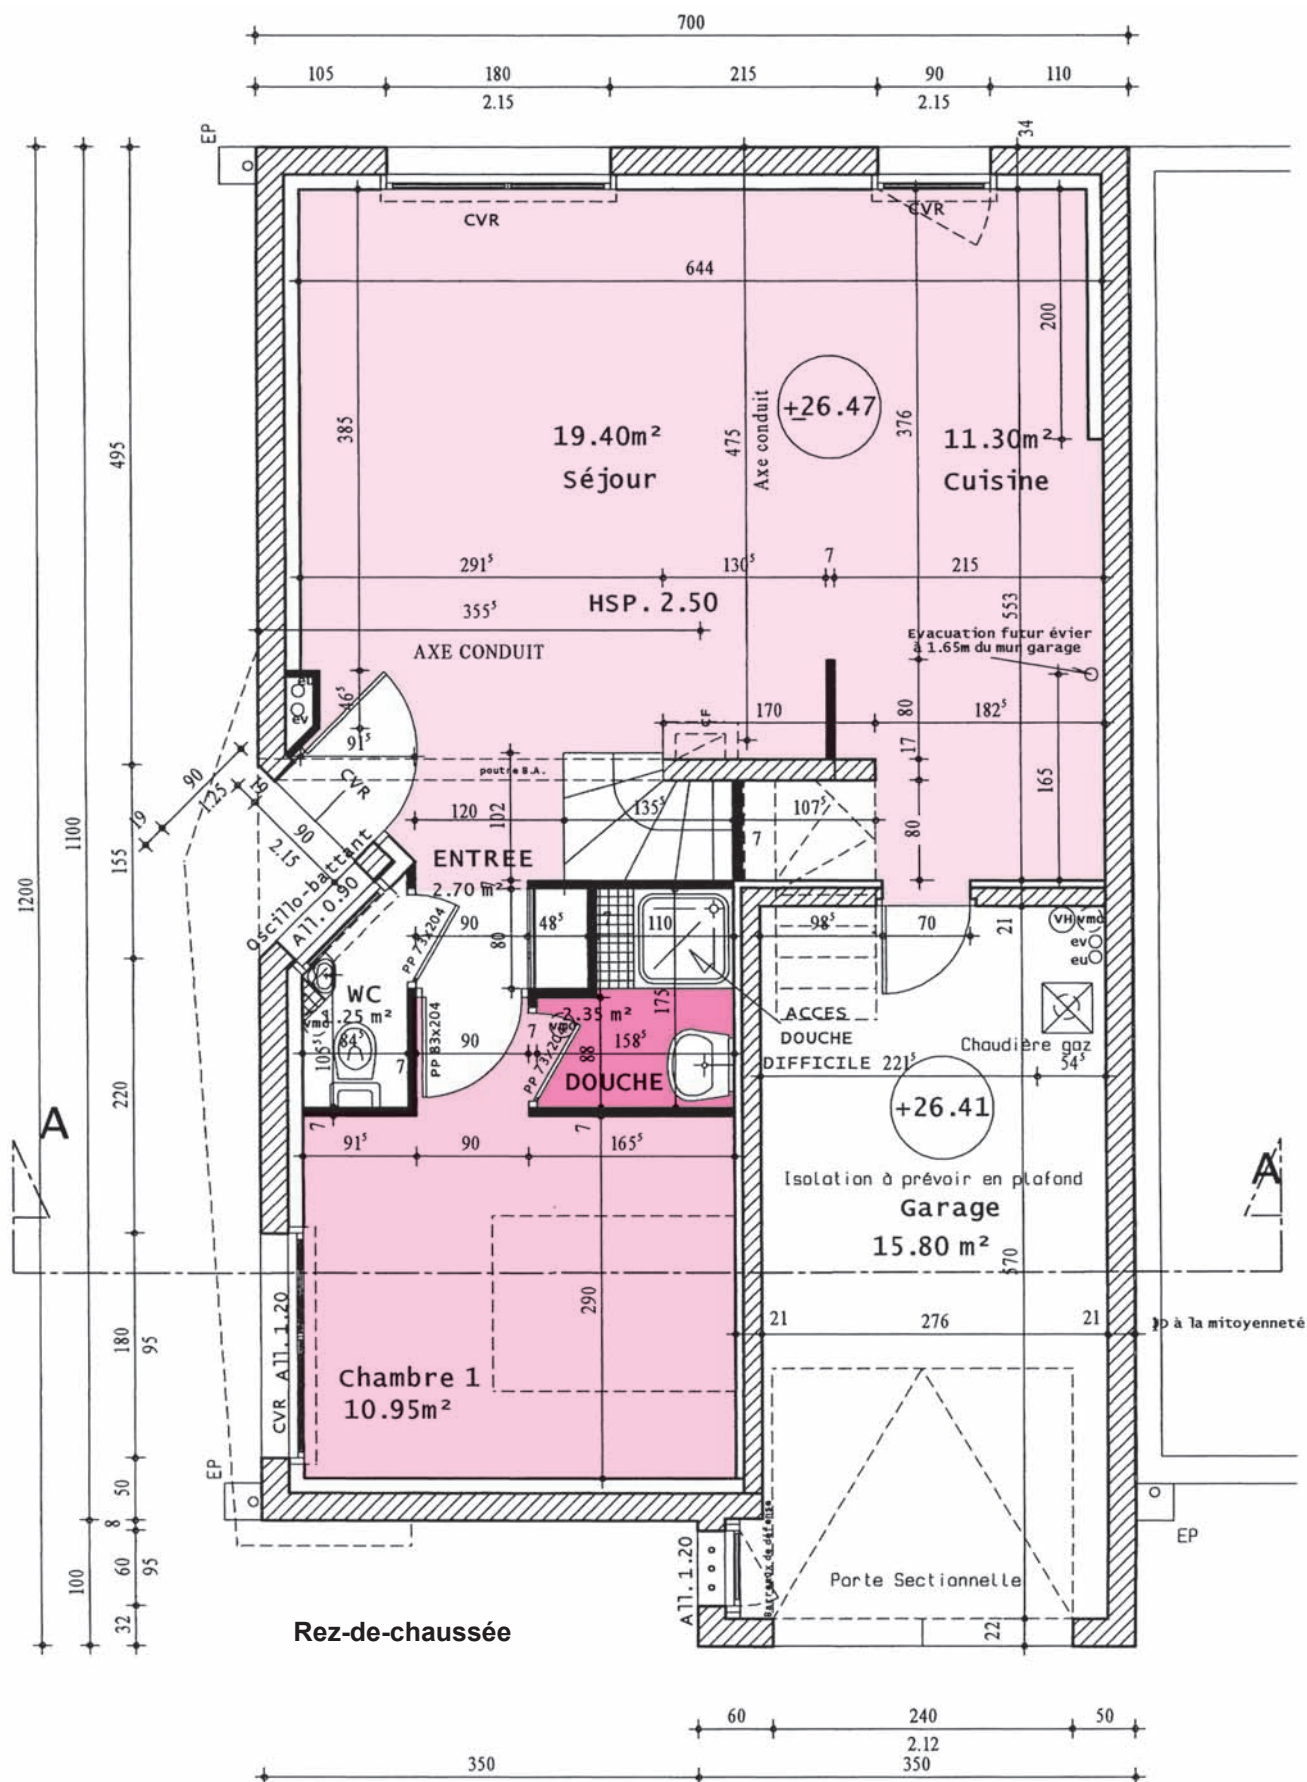 700
105 180 215 90 110
2.15 2.15
EP
34
CVR
CVR
644
200
385
475
Axe conduit
+26.47
376
19.40m²
Séjour
11.30m²
Cuisine
495
291⁵ 130⁵ 7 215
HSP. 2.50
553
355⁵
AXE CONDUIT
Evacuation futur évier
à 1.65m du mur garage
eu
ev
46⁵
91⁵
170
CF
80
182⁵
17
165
poutre B.A.
CVR
90
1.25
19
19
90
2.15
120
102
135⁵
107⁵
7
80
1100
1200
155
ENTREE
2.70 m²
7
Oscillo-battant
All. 0.90
PP 73x204
90
80
48⁵
110
98⁵
70
21
VH
vmc
ev
eu
WC
1.25 m²
vmc
84⁵
105⁵
7
PP 83x204
90
7
PP 73x204
2.35 m²
vmc
175
88
158⁵
DOUCHE
ACCES
DOUCHE
DIFFICILE
Chaudière gaz
221⁵
54⁵
+26.41
220
A
A
7
91⁵ 90 165⁵
7
Isolation à prévoir en plafond
Garage
15.80 m²
570
290
21 276 21
à la mitoyenneté
180
95
CVR All. 1.20
Chambre 1
10.95m²
EP
50
8
60
95
100
32
All. 1.20
Barreaux de défense
Porte Sectionnelle
EP
22
Rez-de-chaussée
60 240 50
2.12
350 350